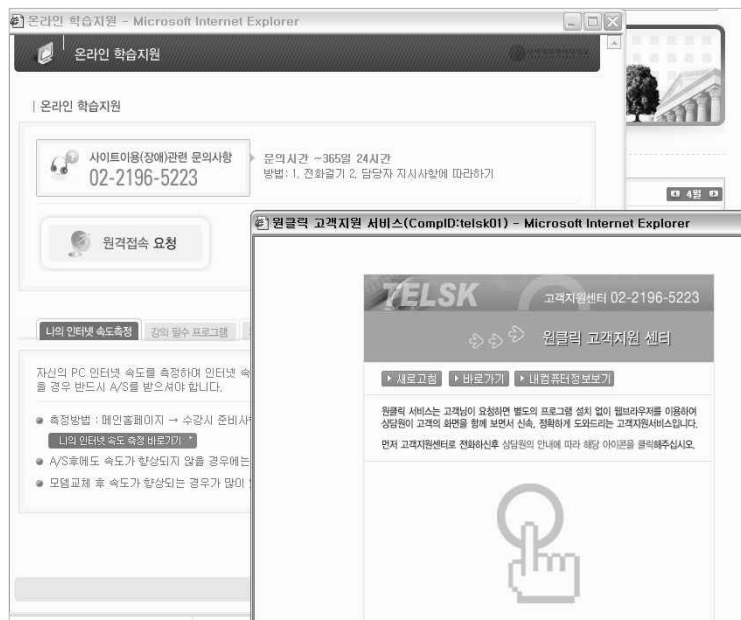 온라인 학습지원 - Microsoft Internet Explorer
온라인 학습지원
온라인 학습지원
사이트이용(장애)관련 문의사항
02-2196-5223
문의시간 -365일 24시간
방법: 1. 전화걸기 2. 담당자 지시사항에 따라하기
원격접속 요청
4월
나의 인터넷 속도측정
강의 필수 프로그램
자신의 PC 인터넷 속도를 측정하여 인터넷 속
을 경우 반드시 A/S를 받으셔야 합니다.
측정방법 : 메인홈페이지 → 수강시 준비사
나의 인터넷 속도 측정 바로가기
A/S후에도 속도가 향상되지 않을 경우에는
모뎀교체 후 속도가 향상되는 경우가 많이
원클릭 고객지원 서비스(CompID:telsk01) - Microsoft Internet Explorer
TELSK
고객지원센터 02-2196-5223
원클릭 고객지원 센터
새로고침
바로가기
내컴퓨터정보보기
원클릭 서비스는 고객님이 요청하면 별도의 프로그램 설치 없이 웹브라우저를 이용하여
상담원이 고객의 화면을 함께 보면서 신속, 정확하게 도와드리는 고객지원서비스입니다.
먼저 고객지원센터로 전화하신후 상담원의 안내에 따라 해당 아이콘을 클릭해주십시오.